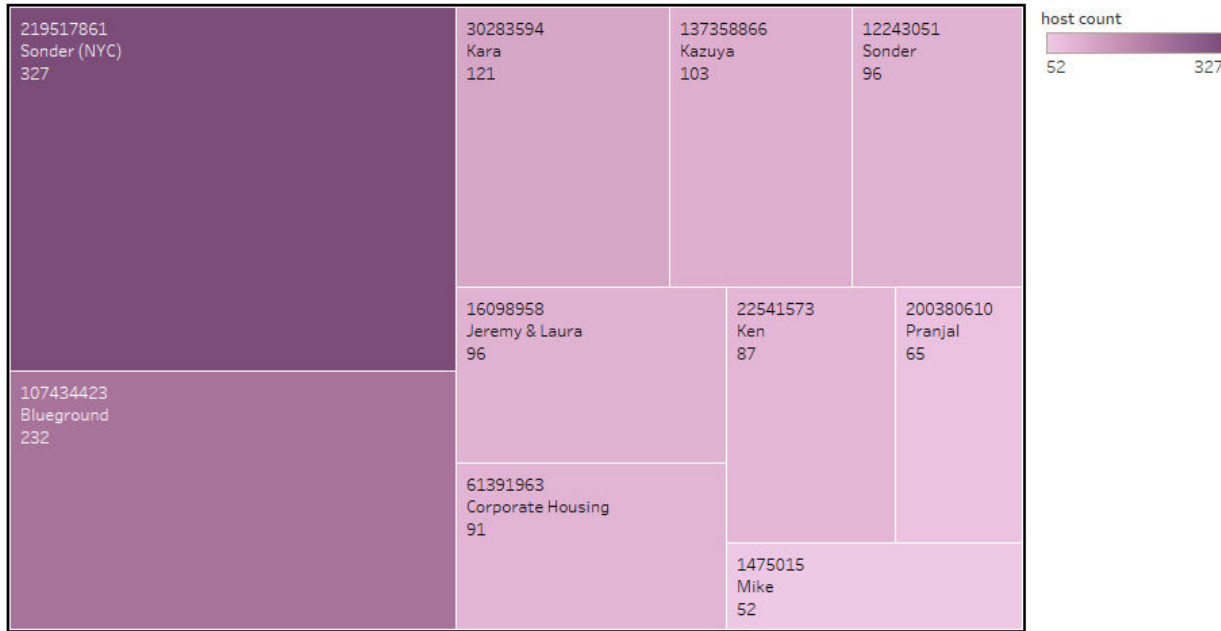 219517861
Sonder (NYC)
327
30283594
Kara
121
137358866
Kazuya
103
12243051
Sonder
96
host count
52 327
107434423
Blueground
232
16098958
Jeremy & Laura
96
22541573
Ken
87
200380610
Pranjal
65
61391963
Corporate Housing
91
1475015
Mike
52